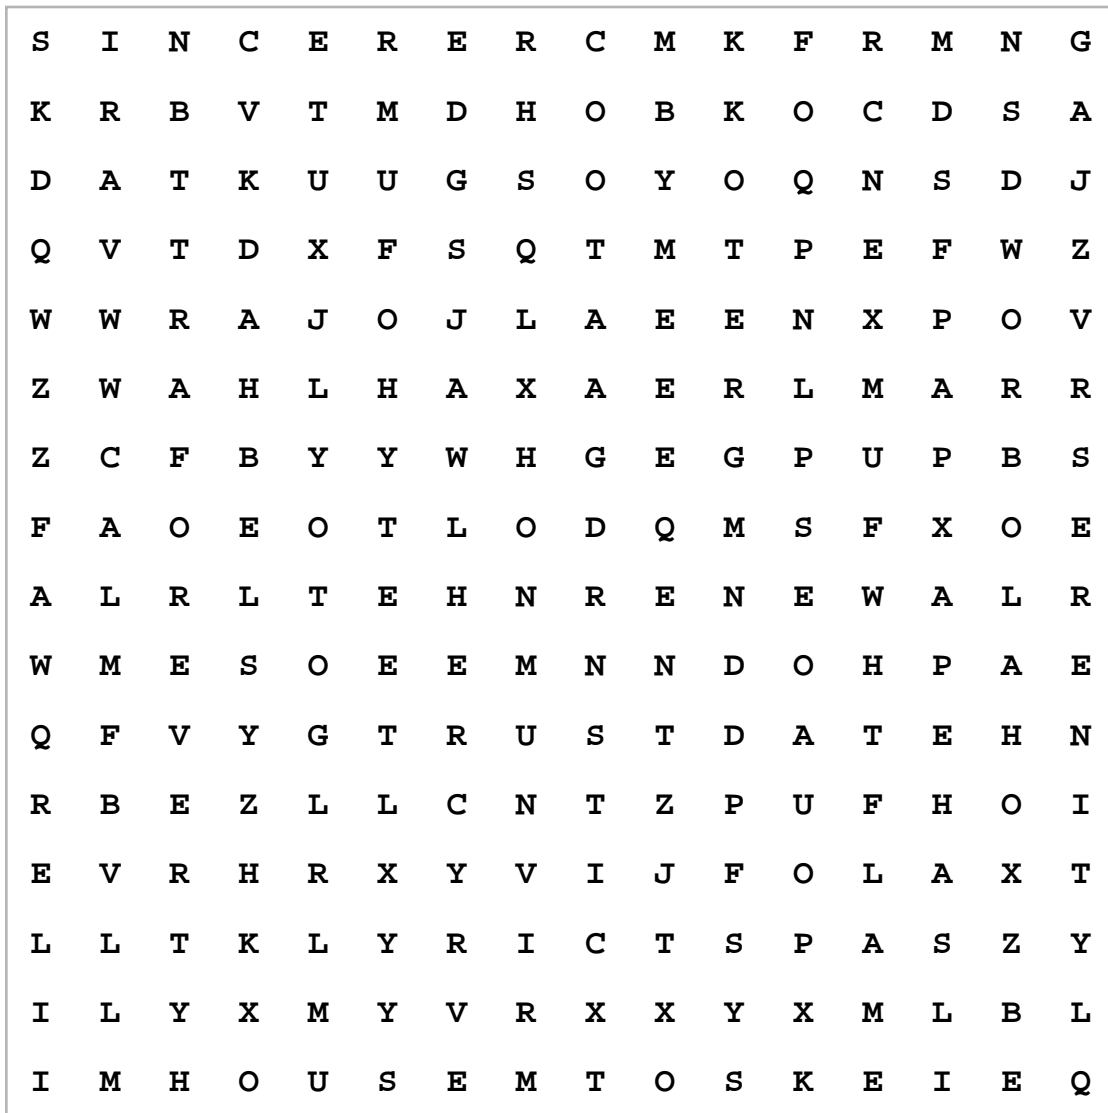 S I N C E R E R C M K F R M N G
K R B V T M D H O B K O C D S A
D A T K U U G S O Y O Q N S D J
Q V T D X F S Q T M T P E F W Z
W W R A J O J L A E E N X P O V
Z W A H L H A X A E R L M A R R
Z C F B Y Y W H G E G P U P B S
F A O E O T L O D Q M S F X O E
A L R L T E H N R E N E W A L R
W M E S O E E M N N D O H P A E
Q F V Y G T R U S T D A T E H N
R B E Z L L C N T Z P U F H O I
E V R H R X Y V I J F O L A X T
L L T K L Y R I C T S P A S Z Y
I L Y X M Y V R X X Y X M L B L
I M H O U S E M T O S K E I E Q